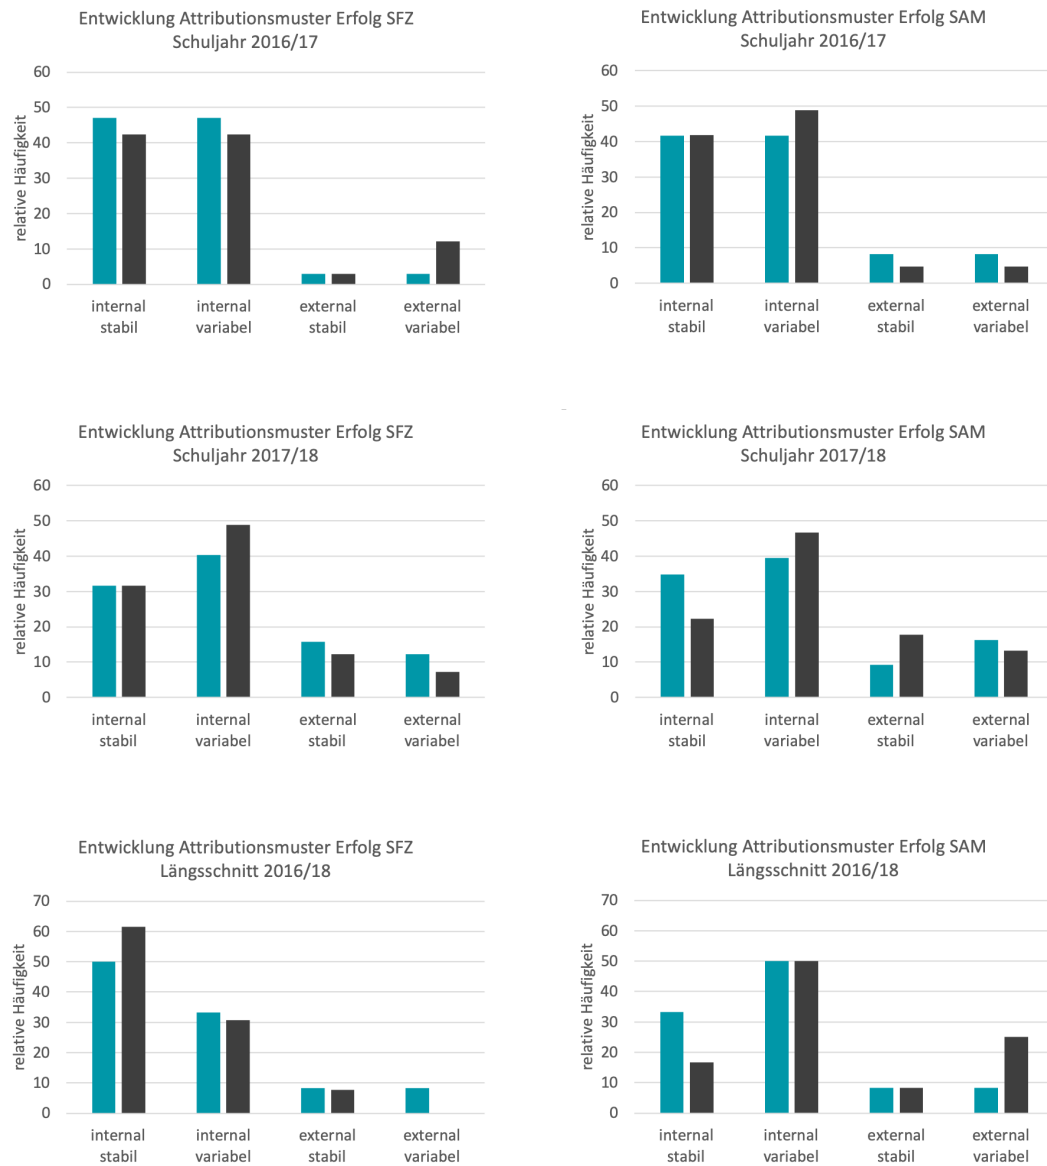 Entwicklung Attributionsmuster Erfolg SFZ
Schuljahr 2016/17
relative Häufigkeit
60
50
40
30
20
10
0
internal stabil
internal variabel
external stabil
external variabel
Entwicklung Attributionsmuster Erfolg SAM
Schuljahr 2016/17
relative Häufigkeit
60
50
40
30
20
10
0
internal stabil
internal variabel
external stabil
external variabel
Entwicklung Attributionsmuster Erfolg SFZ
Schuljahr 2017/18
relative Häufigkeit
60
50
40
30
20
10
0
internal stabil
internal variabel
external stabil
external variabel
Entwicklung Attributionsmuster Erfolg SAM
Schuljahr 2017/18
relative Häufigkeit
60
50
40
30
20
10
0
internal stabil
internal variabel
external stabil
external variabel
Entwicklung Attributionsmuster Erfolg SFZ
Längsschnitt 2016/18
relative Häufigkeit
70
60
50
40
30
20
10
0
internal stabil
internal variabel
external stabil
external variabel
Entwicklung Attributionsmuster Erfolg SAM
Längsschnitt 2016/18
relative Häufigkeit
70
60
50
40
30
20
10
0
internal stabil
internal variabel
external stabil
external variabel